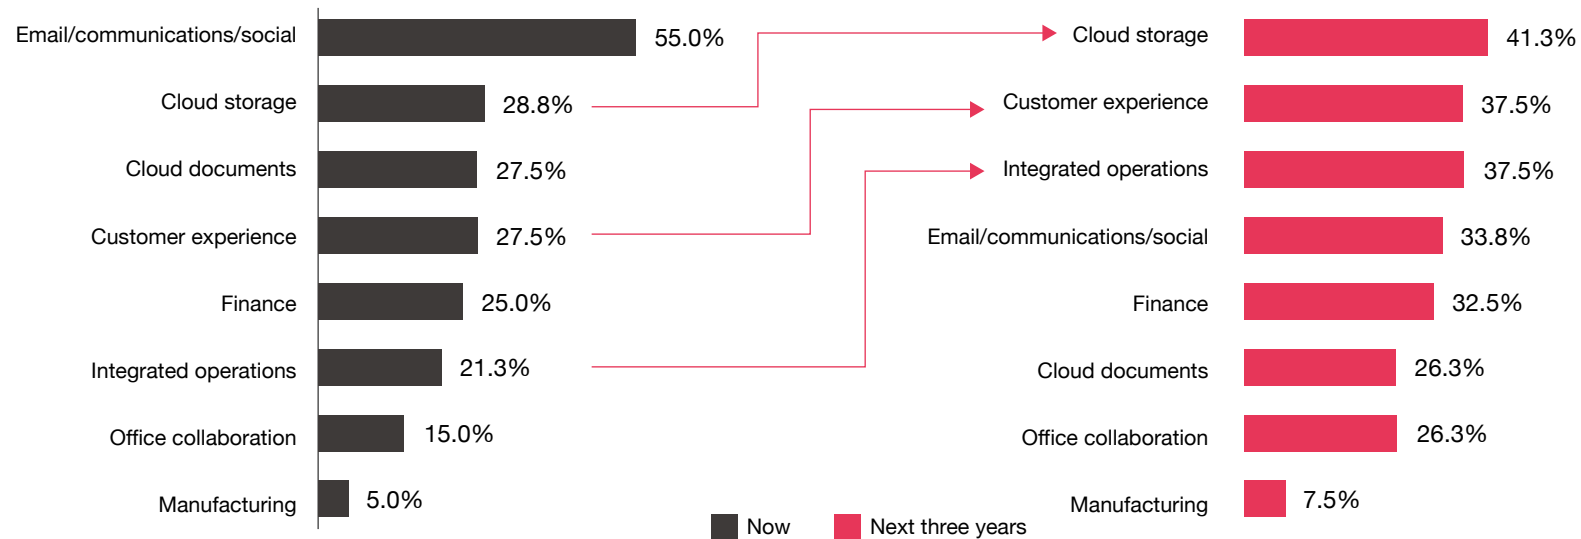 Email/communications/social 55.0%
Cloud storage 28.8%
Cloud documents 27.5%
Customer experience 27.5%
Finance 25.0%
Integrated operations 21.3%
Office collaboration 15.0%
Manufacturing 5.0%
Cloud storage 41.3%
Customer experience 37.5%
Integrated operations 37.5%
Email/communications/social 33.8%
Finance 32.5%
Cloud documents 26.3%
Office collaboration 26.3%
Manufacturing 7.5%
Now
Next three years